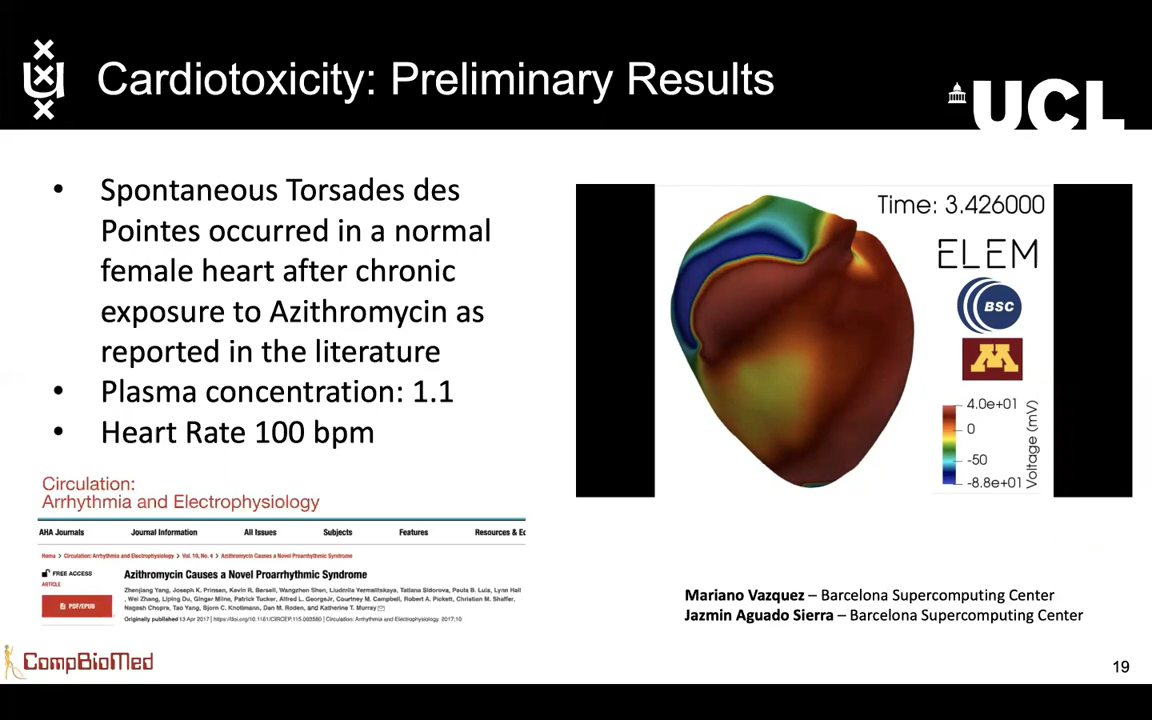 Cardiotoxicity: Preliminary Results
UCL
• Spontaneous Torsades des
Pointes occurred in a normal
female heart after chronic
exposure to Azithromycin as
reported in the literature
• Plasma concentration: 1.1
• Heart Rate 100 bpm
Time: 3.426000
ELEM
BSC
M
4.0e+01
0
-50
-8.8e+01
Voltage (mV)
Circulation:
Arrhythmia and Electrophysiology
AHA Journals Journal Information All Issues Subjects Features Resources & Ec
Home > Circulation: Arrhythmia and Electrophysiology > Vol. 10, No. 4 > Azithromycin Causes a Novel Proarrhythmic Syndrome
FREE ACCESS
ARTICLE
PDF/EPUB
Azithromycin Causes a Novel Proarrhythmic Syndrome
Zhenjiang Yang, Joseph K. Prinsen, Kevin R. Bersell, Wangzhen Shen, Liudmila Yermalitskaya, Tatiana Sidorova, Paula B. Luis, Lynn Hall
, Wei Zhang, Liping Du, Ginger Milne, Patrick Tucker, Alfred L. George Jr, Courtney M. Campbell, Robert A. Pickett, Christian M. Shaffer,
Nagesh Chopra, Tao Yang, Bjorn C. Knollmann, Dan M. Roden, and Katherine T. Murray
Originally published 13 Apr 2017 | https://doi.org/10.1161/CIRCEP.115.003560 | Circulation: Arrhythmia and Electrophysiology. 2017;10
Mariano Vazquez – Barcelona Supercomputing Center
Jazmin Aguado Sierra – Barcelona Supercomputing Center
CompBioMed
19